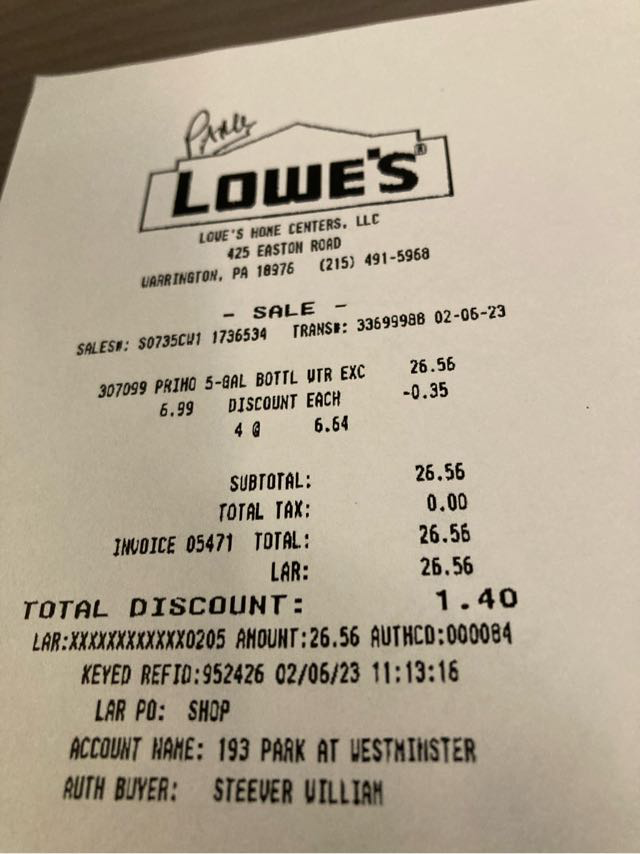 Park
LOWE'S®
LOWE'S HOME CENTERS, LLC
425 EASTON ROAD
WARRINGTON, PA 18976 (215) 491-5968
- SALE -
SALES#: S0735CW1 1736534 TRANS#: 33699988 02-06-23
307099 PRIMO 5-GAL BOTTL WTR EXC 26.56
6.99 DISCOUNT EACH -0.35
4 @ 6.64
SUBTOTAL: 26.56
TOTAL TAX: 0.00
INVOICE 05471 TOTAL: 26.56
LAR: 26.56
TOTAL DISCOUNT: 1.40
LAR:XXXXXXXXXXXX0205 AMOUNT:26.56 AUTHCD:000084
KEYED REFID:952426 02/06/23 11:13:16
LAR PO: SHOP
ACCOUNT NAME: 193 PARK AT WESTMINSTER
AUTH BUYER: STEEVER WILLIAM